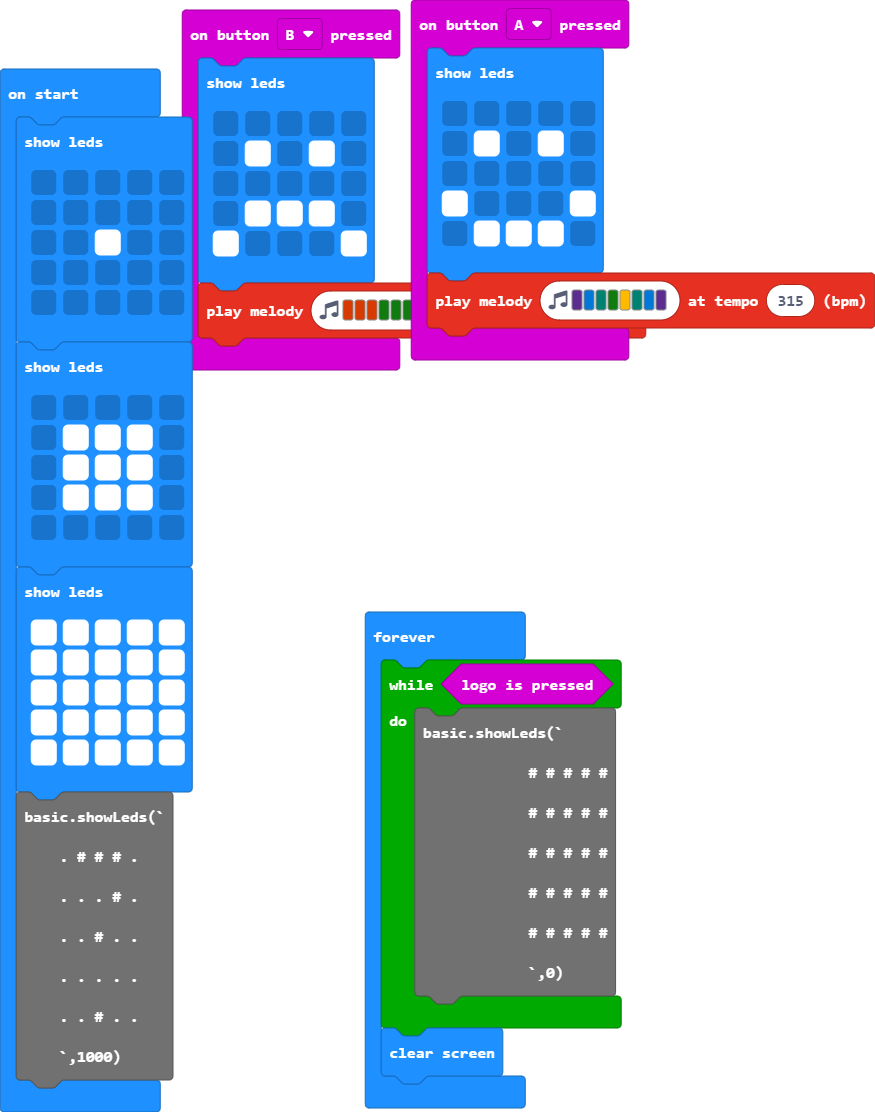 on start
show leds
show leds
show leds
basic.showLeds(`
. # # # .
. . . # .
. . # . .
. . . . .
. . # . .
`,1000)
on button B pressed
show leds
play melody
on button A pressed
show leds
play melody at tempo 315 (bpm)
forever
while logo is pressed
do
basic.showLeds(`
# # # # #
# # # # #
# # # # #
# # # # #
# # # # #
`,0)
clear screen